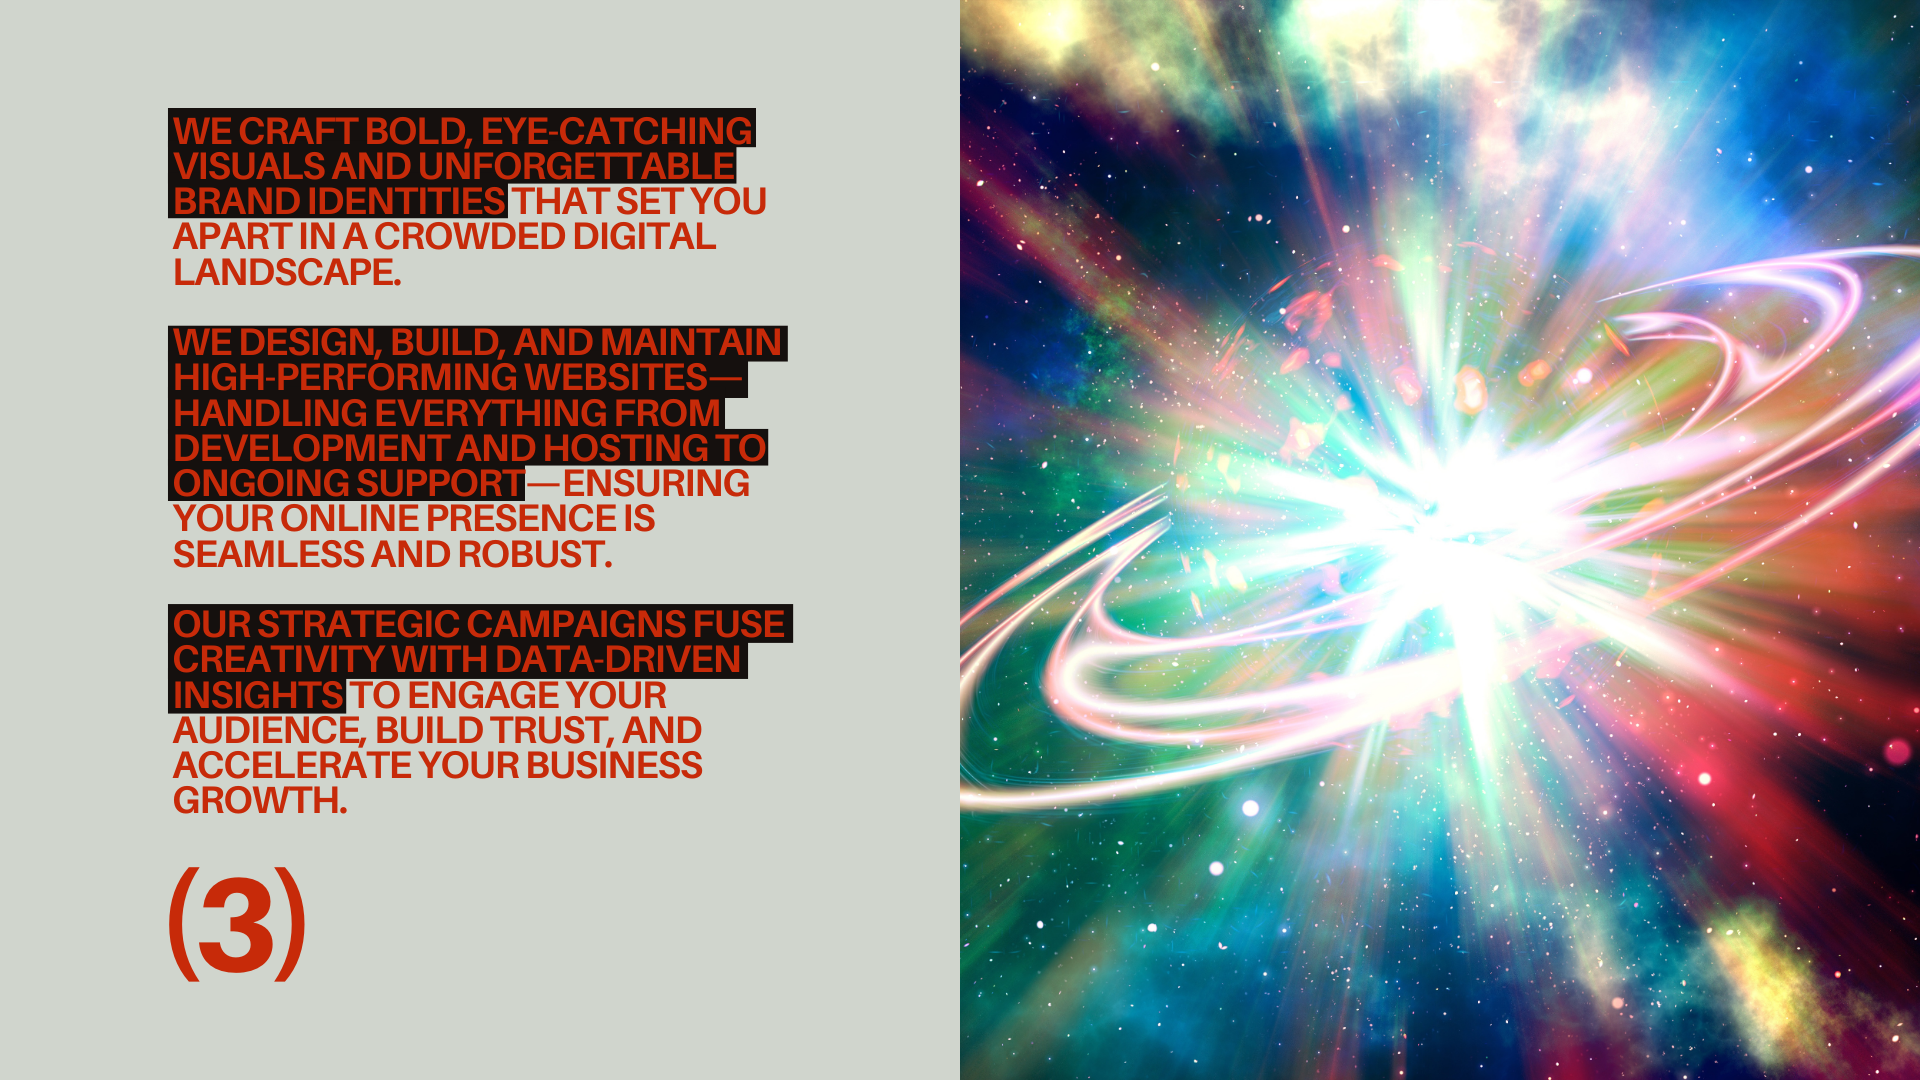 WE CRAFT BOLD, EYE-CATCHING
VISUALS AND UNFORGETTABLE
BRAND IDENTITIES THAT SET YOU
APART IN A CROWDED DIGITAL
LANDSCAPE.
WE DESIGN, BUILD, AND MAINTAIN
HIGH-PERFORMING WEBSITES—
HANDLING EVERYTHING FROM
DEVELOPMENT AND HOSTING TO
ONGOING SUPPORT—ENSURING
YOUR ONLINE PRESENCE IS
SEAMLESS AND ROBUST.
OUR STRATEGIC CAMPAIGNS FUSE
CREATIVITY WITH DATA-DRIVEN
INSIGHTS TO ENGAGE YOUR
AUDIENCE, BUILD TRUST, AND
ACCELERATE YOUR BUSINESS
GROWTH.
(3)